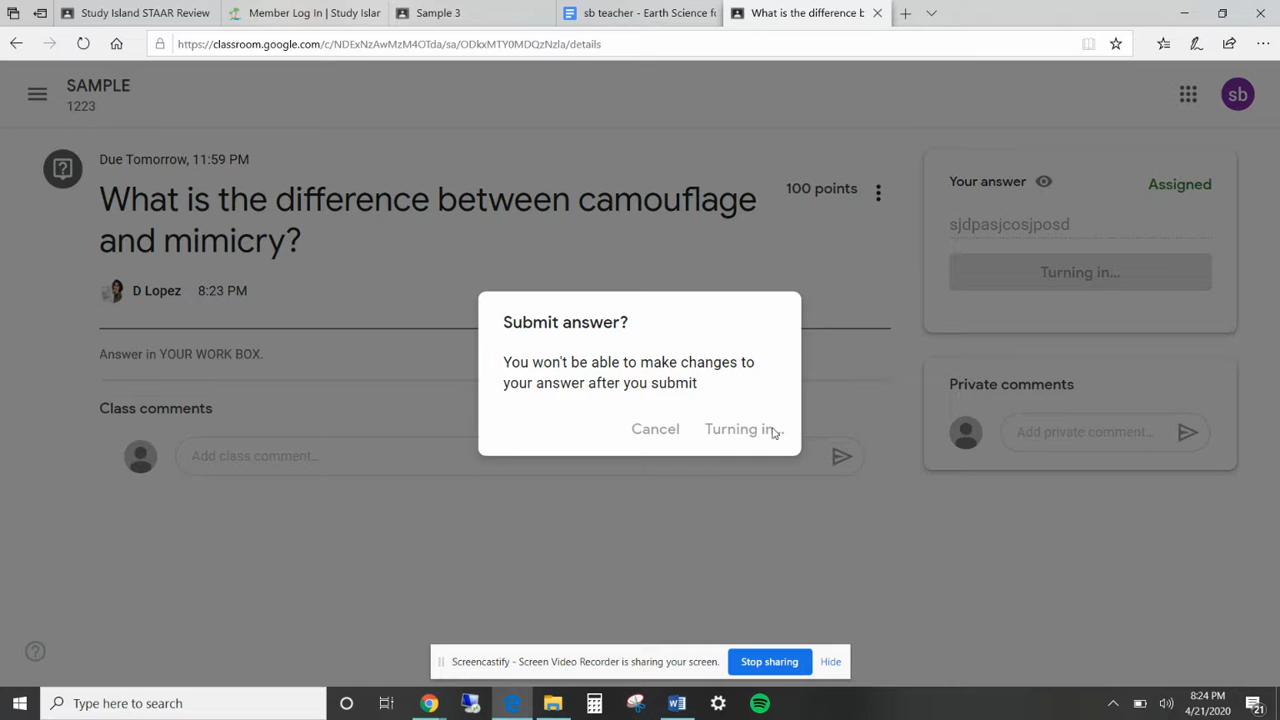 Study Island STAAR Review
Member Log In | Study Islar
Sample 3
sb teacher - Earth Science fo
What is the difference b
https://classroom.google.com/c/NDExNzAwMzM4OTda/sa/ODkxMTY0MDQzNzla/details
SAMPLE
1223
sb
Due Tomorrow, 11:59 PM
What is the difference between camouflage
and mimicry?
100 points
D Lopez 8:23 PM
Answer in YOUR WORK BOX.
Class comments
Add class comment...
Your answer
Assigned
sjdpasjcosjposd
Turning in...
Private comments
Add private comment...
Submit answer?
You won't be able to make changes to
your answer after you submit
Cancel
Turning in...
Screencastify - Screen Video Recorder is sharing your screen.
Stop sharing
Hide
Type here to search
8:24 PM
4/21/2020
21